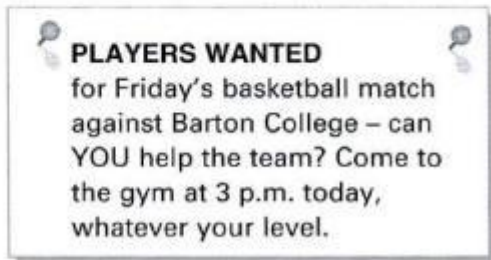 PLAYERS WANTED
for Friday's basketball match
against Barton College – can
YOU help the team? Come to
the gym at 3 p.m. today,
whatever your level.